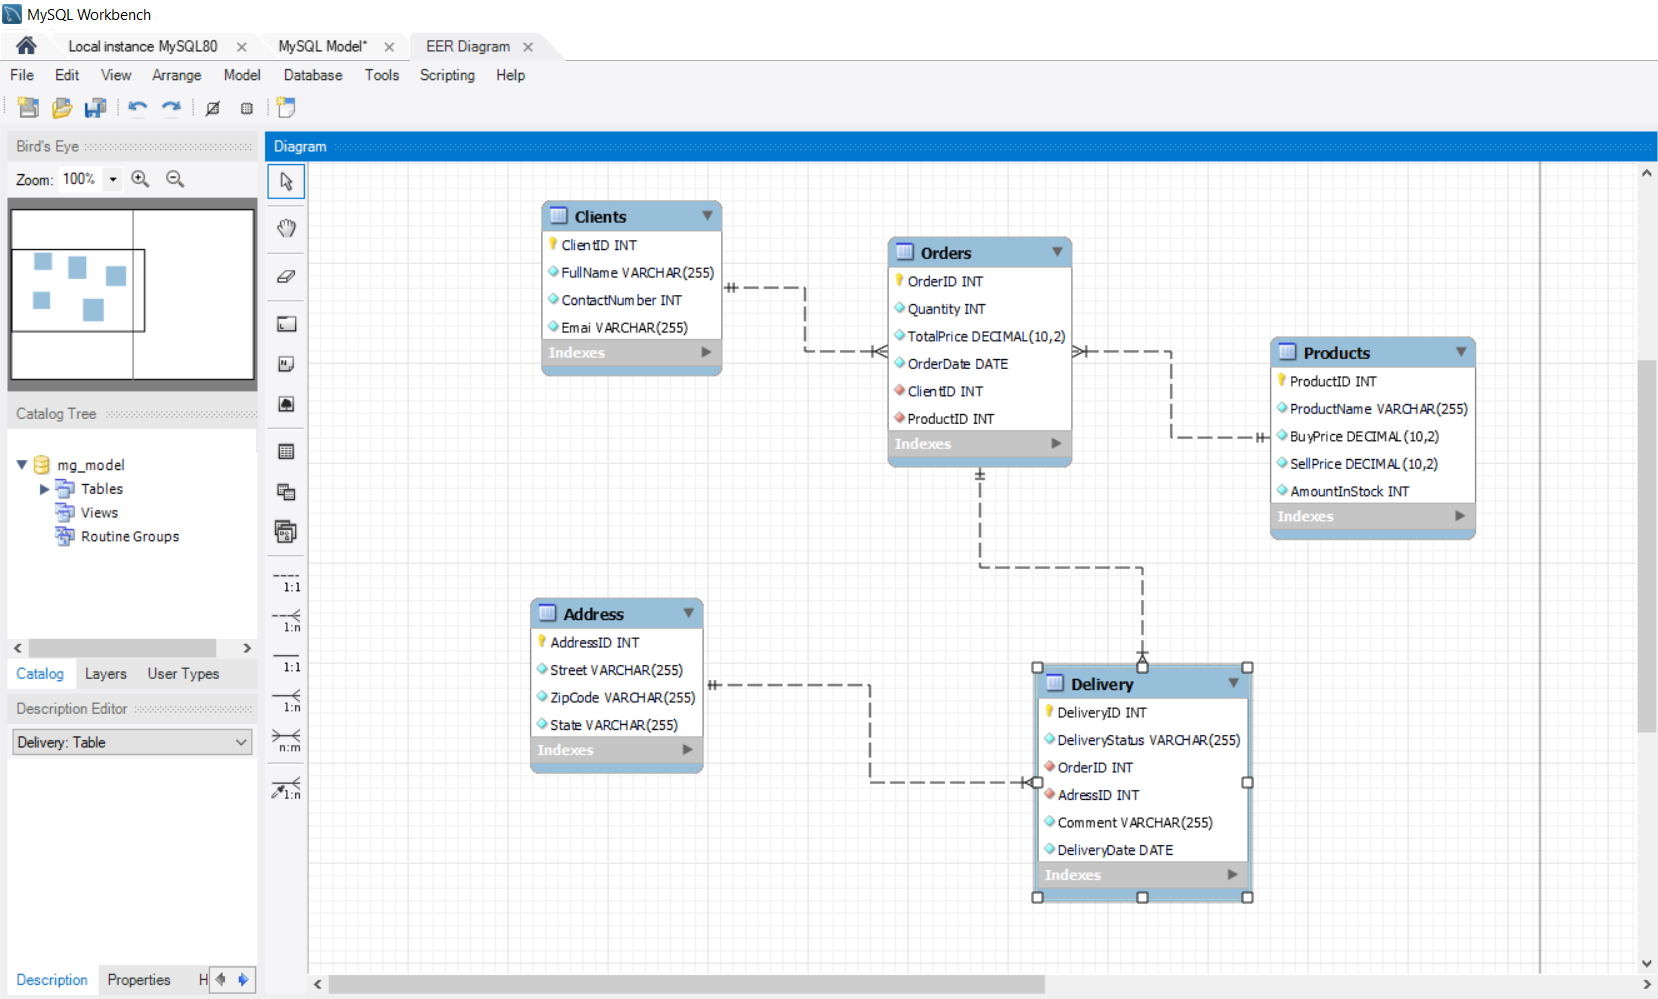 MySQL Workbench
Local instance MySQL80
MySQL Model*
EER Diagram
File Edit View Arrange Model Database Tools Scripting Help
Bird's Eye
Zoom: 100%
Catalog Tree
mg_model
Tables
Views
Routine Groups
Catalog Layers User Types
Description Editor
Delivery: Table
Description Properties H
Diagram
1:1
1:n
1:1
1:n
n:m
1:n
Clients
ClientID INT
FullName VARCHAR(255)
ContactNumber INT
Emai VARCHAR(255)
Indexes
Orders
OrderID INT
Quantity INT
TotalPrice DECIMAL(10,2)
OrderDate DATE
ClientID INT
ProductID INT
Indexes
Products
ProductID INT
ProductName VARCHAR(255)
BuyPrice DECIMAL(10,2)
SellPrice DECIMAL(10,2)
AmountInStock INT
Indexes
Address
AddressID INT
Street VARCHAR(255)
ZipCode VARCHAR(255)
State VARCHAR(255)
Indexes
Delivery
DeliveryID INT
DeliveryStatus VARCHAR(255)
OrderID INT
AdressID INT
Comment VARCHAR(255)
DeliveryDate DATE
Indexes